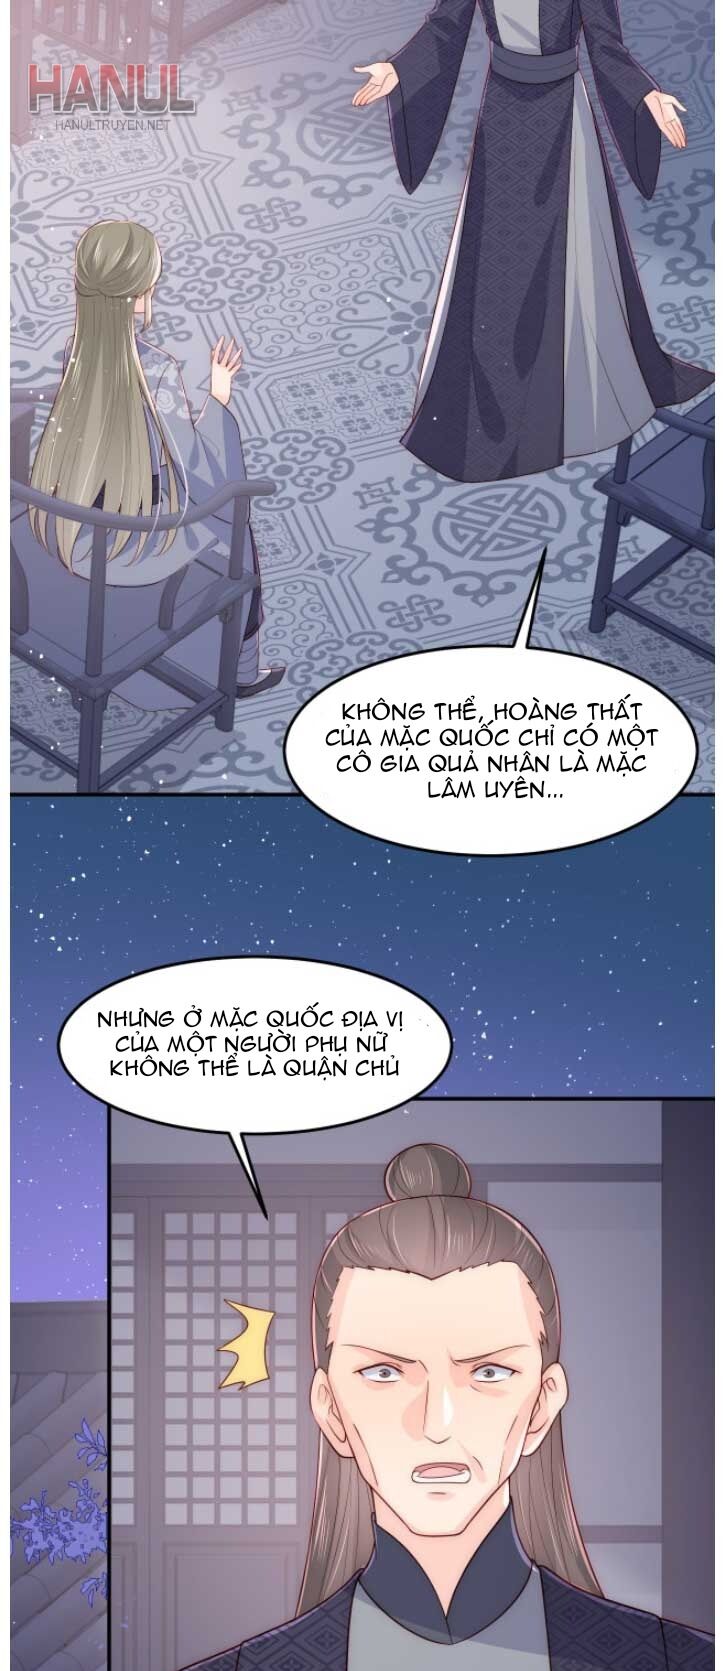 HANUL
HANULTRUYEN.NET
KHÔNG THỂ, HOÀNG THẤT
CỦA MẶC QUỐC CHỈ CÓ MỘT
CÔ GIA QUẢ NHÂN LÀ MẶC
LÂM UYÊN...
NHƯNG Ở MẶC QUỐC ĐỊA VỊ
CỦA MỘT NGƯỜI PHỤ NỮ
KHÔNG THỂ LÀ QUẬN CHỦ